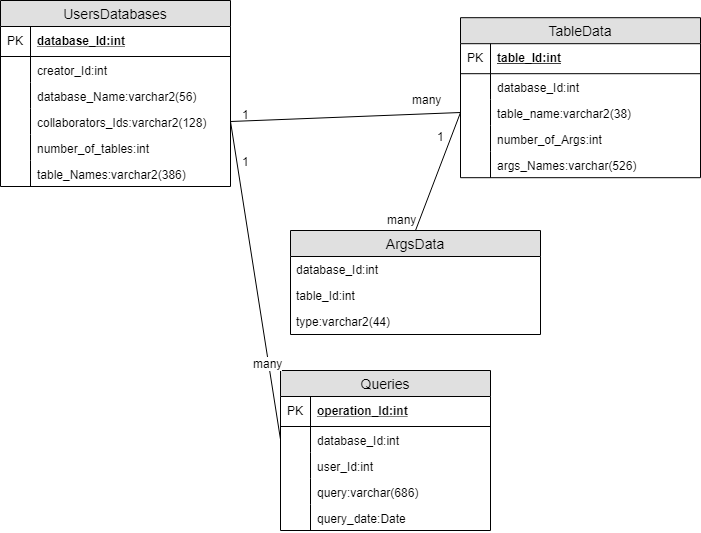 UsersDatabases
PK database_Id:int
creator_Id:int
database_Name:varchar2(56)
collaborators_Ids:varchar2(128)
number_of_tables:int
table_Names:varchar2(386)
TableData
PK table_Id:int
database_Id:int
table_name:varchar2(38)
number_of_Args:int
args_Names:varchar(526)
1
many
1
1
many
ArgsData
database_Id:int
table_Id:int
type:varchar2(44)
many
Queries
PK operation_Id:int
database_Id:int
user_Id:int
query:varchar(686)
query_date:Date